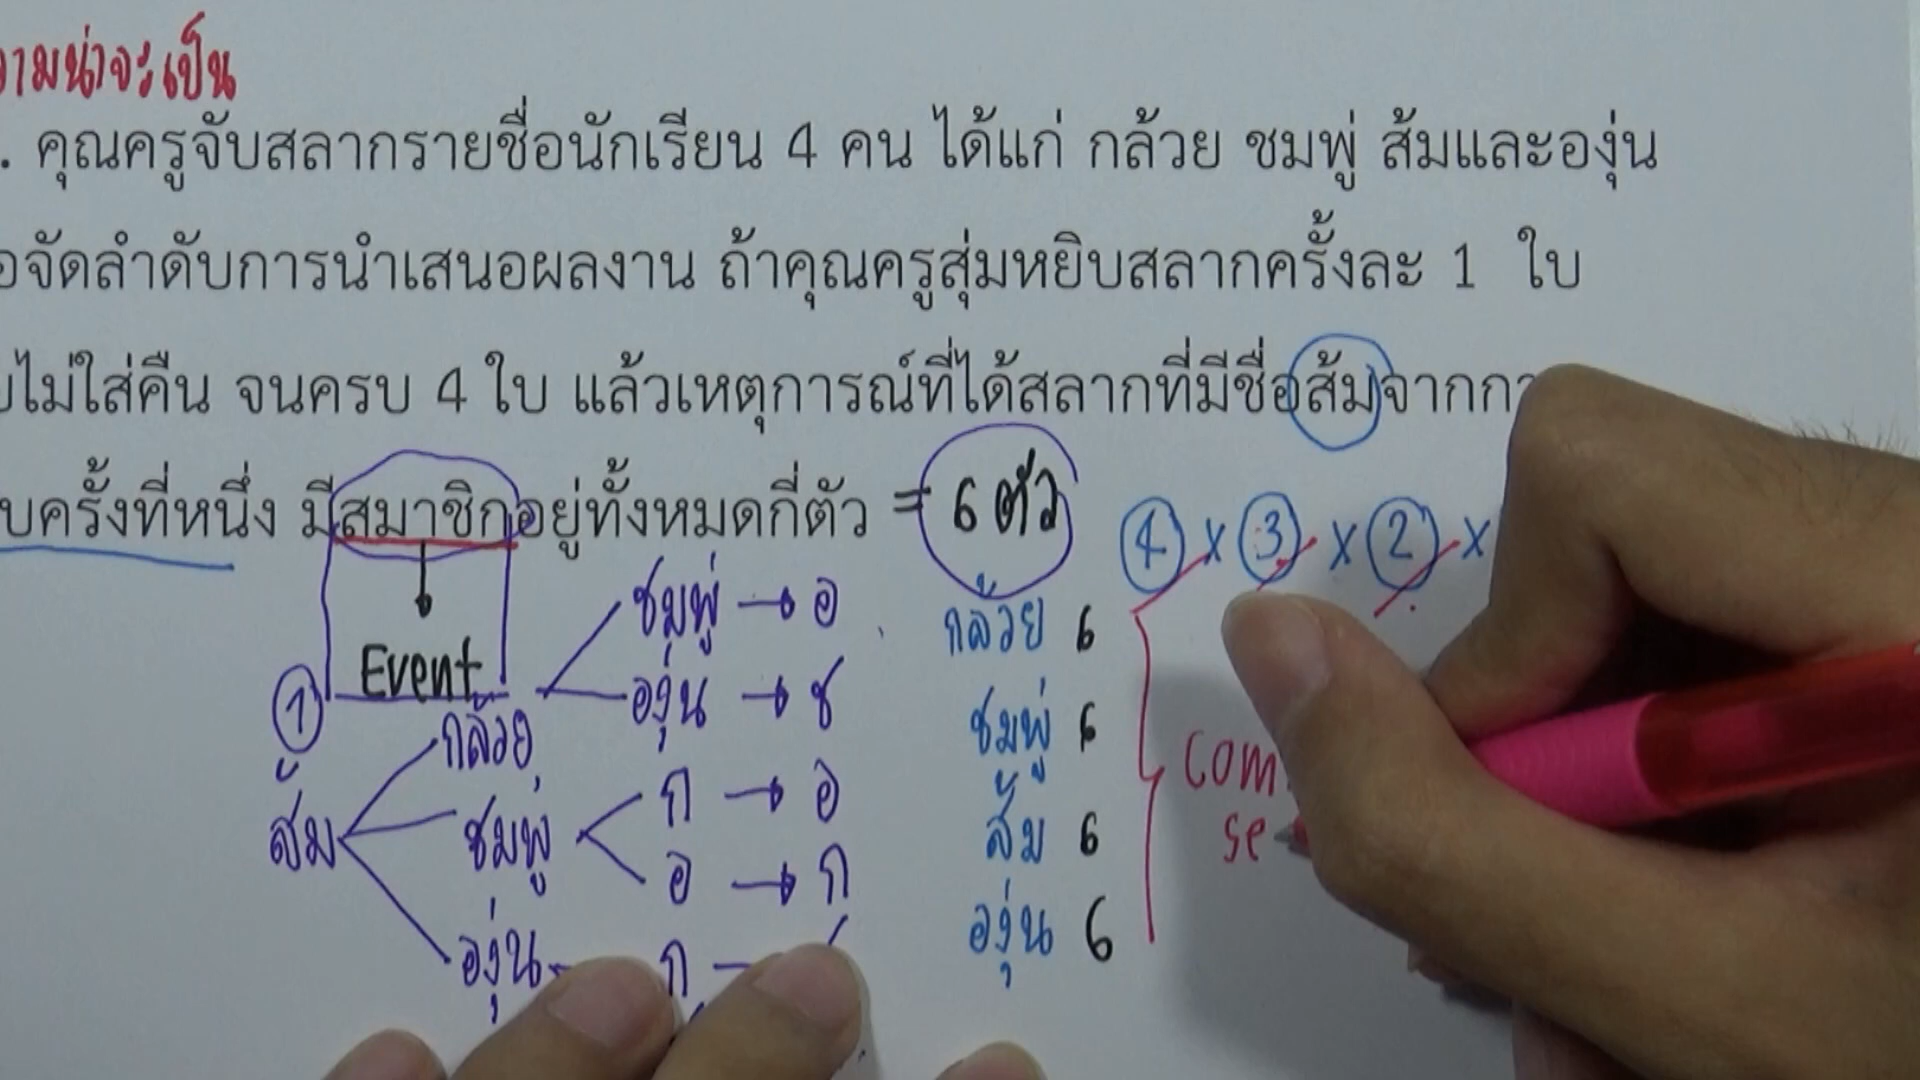 ามน่าจะเป็น
. คุณครูจับสลากรายชื่อนักเรียน 4 คน ได้แก่ กล้วย ชมพู่ ส้มและองุ่น
อจัดลำดับการนำเสนอผลงาน ถ้าคุณครูสุ่มหยิบสลากครั้งละ 1 ใบ
ยไม่ใส่คืน จนครบ 4 ใบ แล้วเหตุการณ์ที่ได้สลากที่มีชื่อส้มจากกา
บครั้งที่หนึ่ง มีสมาชิกอยู่ทั้งหมดกี่ตัว = 6 ตัว
4 x 3 x 2 x
Event
1
ส้ม
กล้วย
ชมพู่ → อ
องุ่น → ช
ชมพู่
ก → อ
อ → ก
องุ่น
ก
กล้วย 6
ชมพู่ 6
ส้ม 6
องุ่น 6
com
se